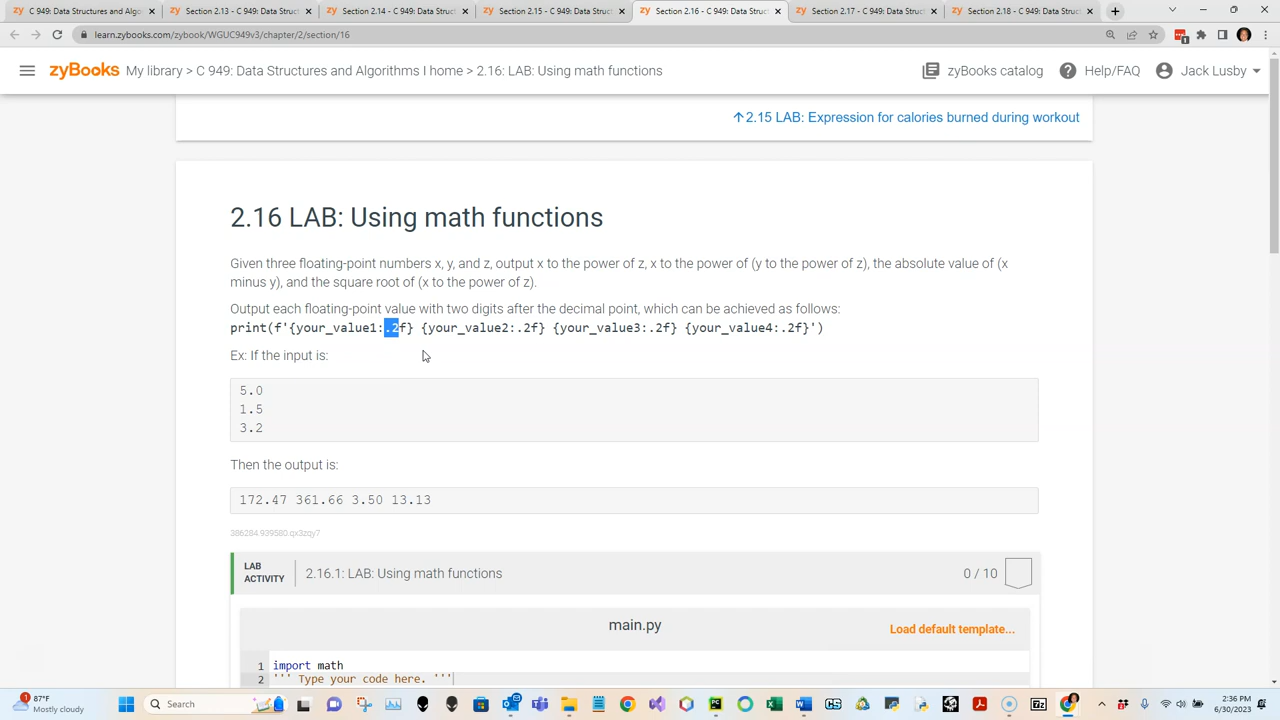 C 949: Data Structures and Algo
Section 2.13 - C 949: Data Struc
Section 2.14 - C 949: Data Struc
Section 2.15 - C 949: Data Struc
Section 2.16 - C 949: Data Struc
Section 2.17 - C 949: Data Struc
Section 2.18 - C 949: Data Struc
learn.zybooks.com/zybook/WGUC949v3/chapter/2/section/16
zyBooks My library > C 949: Data Structures and Algorithms I home > 2.16: LAB: Using math functions
zyBooks catalog
Help/FAQ
Jack Lusby
2.15 LAB: Expression for calories burned during workout
2.16 LAB: Using math functions
Given three floating-point numbers x, y, and z, output x to the power of z, x to the power of (y to the power of z), the absolute value of (x
minus y), and the square root of (x to the power of z).
Output each floating-point value with two digits after the decimal point, which can be achieved as follows:
print(f'{your_value1:.2f} {your_value2:.2f} {your_value3:.2f} {your_value4:.2f}')
Ex: If the input is:
5.0
1.5
3.2
Then the output is:
172.47 361.66 3.50 13.13
386284.939580.qx3zqy7
LAB
ACTIVITY
2.16.1: LAB: Using math functions
0 / 10
main.py
Load default template...
1 import math
2 ''' Type your code here. '''
87°F
Mostly cloudy
Search
2:36 PM
6/30/2023